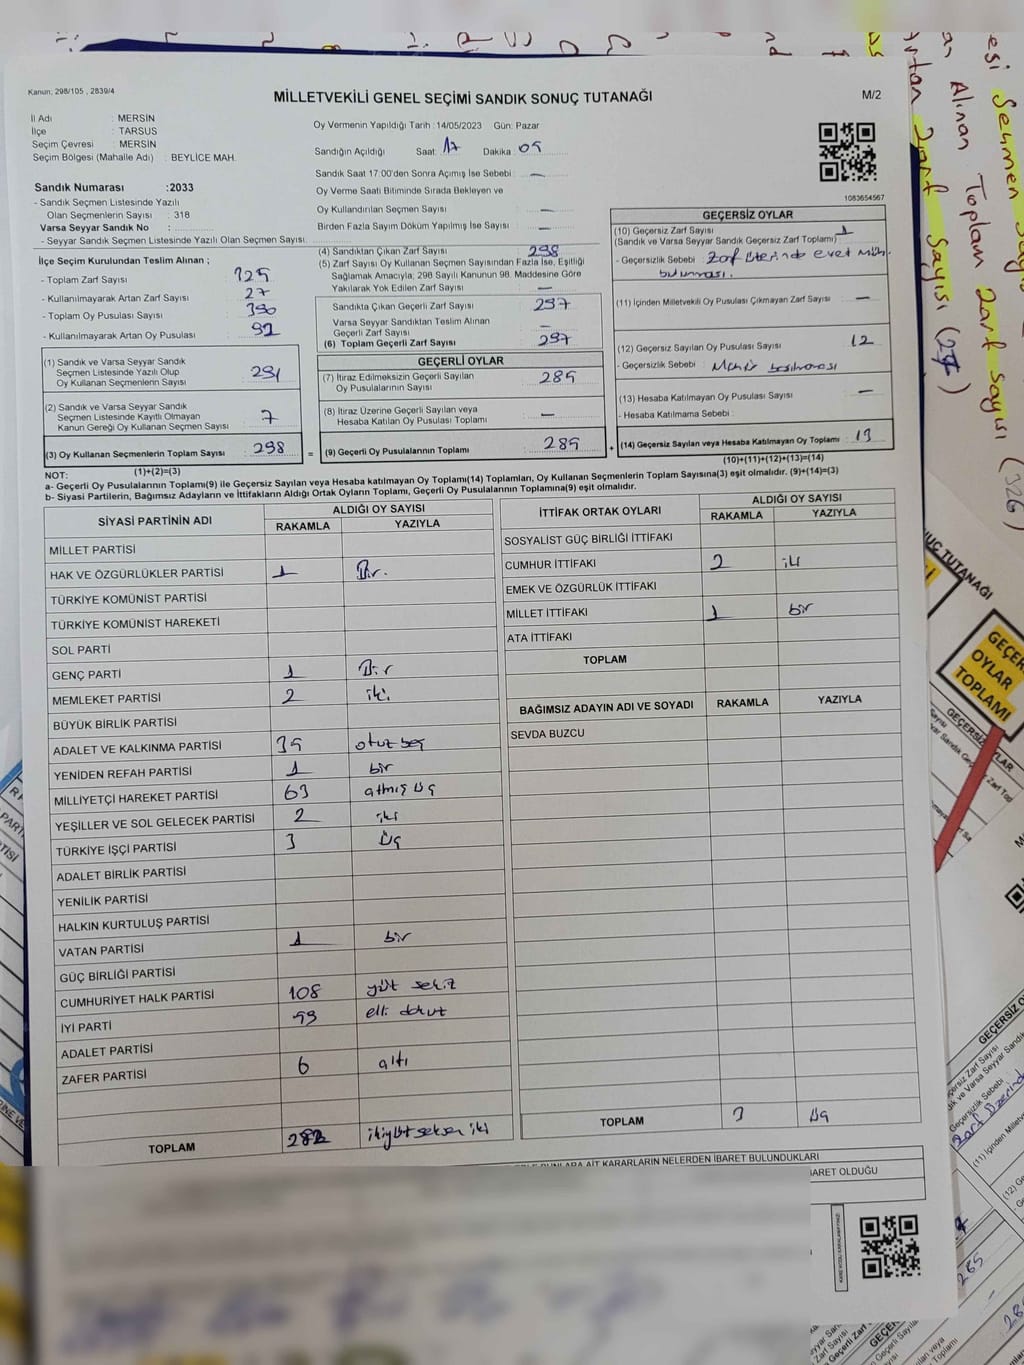 Kanun, 298/105 , 2839/4
MİLLETVEKİLİ GENEL SEÇİMİ SANDIK SONUÇ TUTANAĞI
M/2
İl Adı : MERSİN
İlçe : TARSUS
Seçim Çevresi : MERSİN
Seçim Bölgesi (Mahalle Adı) : BEYLİCE MAH.
Sandık Numarası :2033
- Sandık Seçmen Listesinde Yazılı
Olan Seçmenlerin Sayısı : 318
Varsa Seyyar Sandık No :
- Seyyar Sandık Seçmen Listesinde Yazılı Olan Seçmen Sayısı
Oy Vermenin Yapıldığı Tarih :14/05/2023 Gün: Pazar
Sandığın Açıldığı Saat: 17 Dakika : 05
Sandık Saat 17:00'den Sonra Açımış İse Sebebi : —
Oy Verme Saati Bitiminde Sırada Bekleyen ve
Oy Kullandırılan Seçmen Sayısı —
Birden Fazla Sayım Döküm Yapılmış İse Sayısı —
1083654567
İlçe Seçim Kurulundan Teslim Alınan ;
- Toplam Zarf Sayısı : 325
- Kullanılmayarak Artan Zarf Sayısı : 27
- Toplam Oy Pusulası Sayısı : 380
- Kullanılmayarak Artan Oy Pusulası : 82
(1) Sandık ve Varsa Seyyar Sandık
Seçmen Listesinde Yazılı Olup
Oy Kullanan Seçmenlerin Sayısı : 291
(2) Sandık ve Varsa Seyyar Sandık
Seçmen Listesinde Kayıtlı Olmayan
Kanun Gereği Oy Kullanan Seçmen Sayısı : 7
(3) Oy Kullanan Seçmenlerin Toplam Sayısı : 298
(1)+(2)=(3)
(4) Sandıktan Çıkan Zarf Sayısı : 298
(5) Zarf Sayısı Oy Kullanan Seçmen Sayısından Fazla İse, Eşitliği
Sağlamak Amacıyla; 298 Sayılı Kanunun 98. Maddesine Göre
Yakılarak Yok Edilen Zarf Sayısı : —
Sandıkta Çıkan Geçerli Zarf Sayısı : 297
Varsa Seyyar Sandıktan Teslim Alınan
Geçerli Zarf Sayısı : —
(6) Toplam Geçerli Zarf Sayısı : 297
GEÇERLİ OYLAR
(7) İtiraz Edilmeksizin Geçerli Sayılan
Oy Pusulalarının Sayısı : 285
(8) İtiraz Üzerine Geçerli Sayılan veya
Hesaba Katılan Oy Pusulası Toplamı : —
= (9) Geçerli Oy Pusulalarının Toplamı : 285
GEÇERSİZ OYLAR
(10) Geçersiz Zarf Sayısı : 1
(Sandık ve Varsa Seyyar Sandık Geçersiz Zarf Toplamı)
- Geçersizlik Sebebi : Zarf üzerinde evet müh.
bulunması.
(11) İçinden Milletvekili Oy Pusulası Çıkmayan Zarf Sayısı : —
(12) Geçersiz Sayılan Oy Pusulası Sayısı : 12
- Geçersizlik Sebebi : Mühür basılmaması
(13) Hesaba Katılmayan Oy Pusulası Sayısı : —
- Hesaba Katılmama Sebebi :
+ (14) Geçersiz Sayılan veya Hesaba Katılmayan Oy Toplamı : 13
(10)+(11)+(12)+(13)=(14)
NOT:
a- Geçerli Oy Pusulalarının Toplamı(9) ile Geçersiz Sayılan veya Hesaba katılmayan Oy Toplamı(14) Toplamları, Oy Kullanan Seçmenlerin Toplam Sayısına(3) eşit olmalıdır. (9)+(14)=(3)
b- Siyasi Partilerin, Bağımsız Adayların ve İttifakların Aldığı Ortak Oyların Toplamı, Geçerli Oy Pusulalarının Toplamına(9) eşit olmalıdır.
SİYASİ PARTİNİN ADI ALDIĞI OY SAYISI
RAKAMLA YAZIYLA
MİLLET PARTİSİ
HAK VE ÖZGÜRLÜKLER PARTİSİ 1 Bir.
TÜRKİYE KOMÜNİST PARTİSİ
TÜRKİYE KOMÜNİST HAREKETİ
SOL PARTİ
GENÇ PARTİ 1 Bir
MEMLEKET PARTİSİ 2 iki
BÜYÜK BİRLİK PARTİSİ
ADALET VE KALKINMA PARTİSİ 35 otuz beş
YENİDEN REFAH PARTİSİ 1 bir
MİLLİYETÇİ HAREKET PARTİSİ 63 atmış üç
YEŞİLLER VE SOL GELECEK PARTİSİ 2 iki
TÜRKİYE İŞÇİ PARTİSİ 3 üç
ADALET BİRLİK PARTİSİ
YENİLİK PARTİSİ
HALKIN KURTULUŞ PARTİSİ
VATAN PARTİSİ 1 bir
GÜÇ BİRLİĞİ PARTİSİ
CUMHURİYET HALK PARTİSİ 108 yüz sekiz
İYİ PARTİ 59 elli dokuz
ADALET PARTİSİ
ZAFER PARTİSİ 6 altı
TOPLAM 282 ikiyüz seksen iki
İTTİFAK ORTAK OYLARI ALDIĞI OY SAYISI
RAKAMLA YAZIYLA
SOSYALİST GÜÇ BİRLİĞİ İTTİFAKI
CUMHUR İTTİFAKI 2 iki
EMEK VE ÖZGÜRLÜK İTTİFAKI
MİLLET İTTİFAKI 1 bir
ATA İTTİFAKI
TOPLAM
BAĞIMSIZ ADAYIN ADI VE SOYADI RAKAMLA YAZIYLA
SEVDA BUZCU
TOPLAM 3 üç
AİT KARARLARIN NELERDEN İBARET BULUNDUKLARI
BARET OLDUĞU
Alınan Toplam zarf sayısı (326)
Artan zarf sayısı (27)
UÇ TUTANAĞI
GEÇER
OYLAR
TOPLAMI
GEÇERSİZ OYLAR